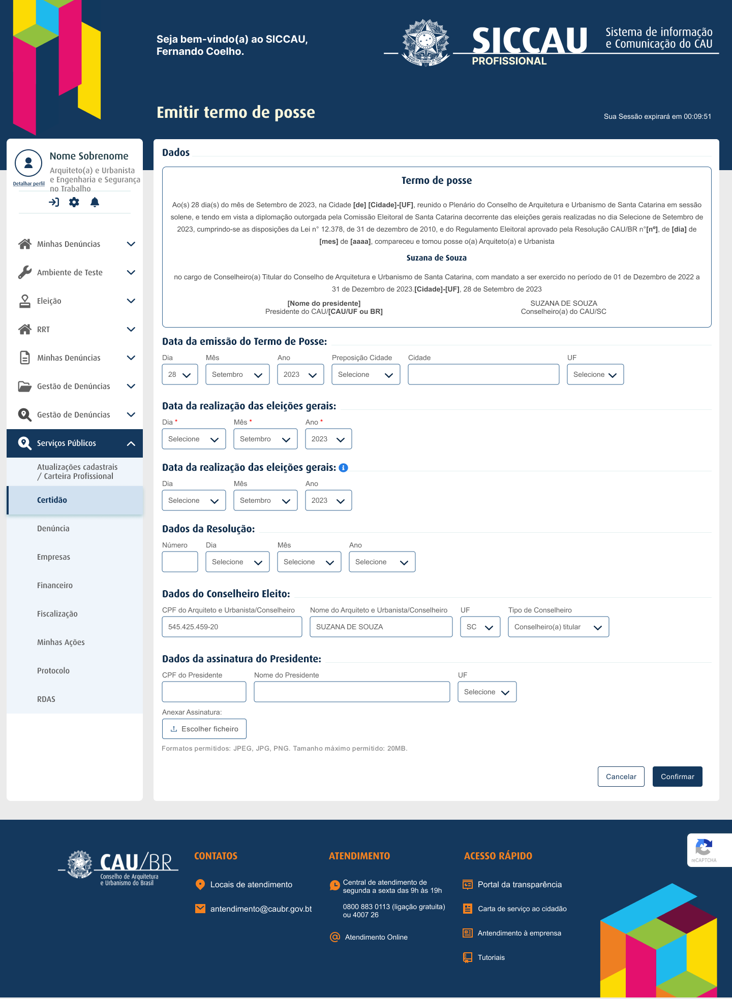 Seja bem-vindo(a) ao SICCAU,
Fernando Coelho.
SICCAU
PROFISSIONAL
Sistema de informação
e Comunicação do CAU
Emitir termo de posse
Sua Sessão expirará em 00:09:51
Nome Sobrenome
Arquiteto(a) e Urbanista
e Engenharia e Segurança
no Trabalho
Detalhar perfil
Minhas Denúncias
Ambiente de Teste
Eleição
RRT
Minhas Denúncias
Gestão de Denúncias
Gestão de Denúncias
Serviços Públicos
Atualizações cadastrais
/ Carteira Profissional
Certidão
Denúncia
Empresas
Financeiro
Fiscalização
Minhas Ações
Protocolo
RDAS
Dados
Termo de posse
Ao(s) 28 dia(s) do mês de Setembro de 2023, na Cidade [de] [Cidade]-[UF], reunido o Plenário do Conselho de Arquitetura e Urbanismo de Santa Catarina em sessão
solene, e tendo em vista a diplomação outorgada pela Comissão Eleitoral de Santa Catarina decorrente das eleições gerais realizadas no dia Selecione de Setembro de
2023, cumprindo-se as disposições da Lei n° 12.378, de 31 de dezembro de 2010, e do Regulamento Eleitoral aprovado pela Resolução CAU/BR n°[nº], de [dia] de
[mes] de [aaaa], compareceu e tomou posse o(a) Arquiteto(a) e Urbanista
Suzana de Souza
no cargo de Conselheiro(a) Titular do Conselho de Arquitetura e Urbanismo de Santa Catarina, com mandato a ser exercido no período de 01 de Dezembro de 2022 a
31 de Dezembro de 2023.[Cidade]-[UF], 28 de Setembro de 2023
[Nome do presidente]
Presidente do CAU/[CAU/UF ou BR]
SUZANA DE SOUZA
Conselheiro(a) do CAU/SC
Data da emissão do Termo de Posse:
Dia Mês Ano Preposição Cidade Cidade UF
28 Setembro 2023 Selecione Selecione
Data da realização das eleições gerais:
Dia * Mês * Ano *
Selecione Setembro 2023
Data da realização das eleições gerais:
Dia Mês Ano
Selecione Setembro 2023
Dados da Resolução:
Número Dia Mês Ano
Selecione Selecione Selecione
Dados do Conselheiro Eleito:
CPF do Arquiteto e Urbanista/Conselheiro Nome do Arquiteto e Urbanista/Conselheiro UF Tipo de Conselheiro
545.425.459-20 SUZANA DE SOUZA SC Conselheiro(a) titular
Dados da assinatura do Presidente:
CPF do Presidente Nome do Presidente UF
Selecione
Anexar Assinatura:
Escolher ficheiro
Formatos permitidos: JPEG, JPG, PNG. Tamanho máximo permitido: 20MB.
Cancelar Confirmar
CAU/BR
Conselho de Arquitetura
e Urbanismo do Brasil
CONTATOS
Locais de atendimento
antendimento@caubr.gov.bt
ATENDIMENTO
Central de atendimento de
segunda a sexta das 9h às 19h
0800 883 0113 (ligação gratuita)
ou 4007 26
Atendimento Online
ACESSO RÁPIDO
Portal da transparência
Carta de serviço ao cidadão
Antendimento à emprensa
Tutoriais
reCAPTCHA